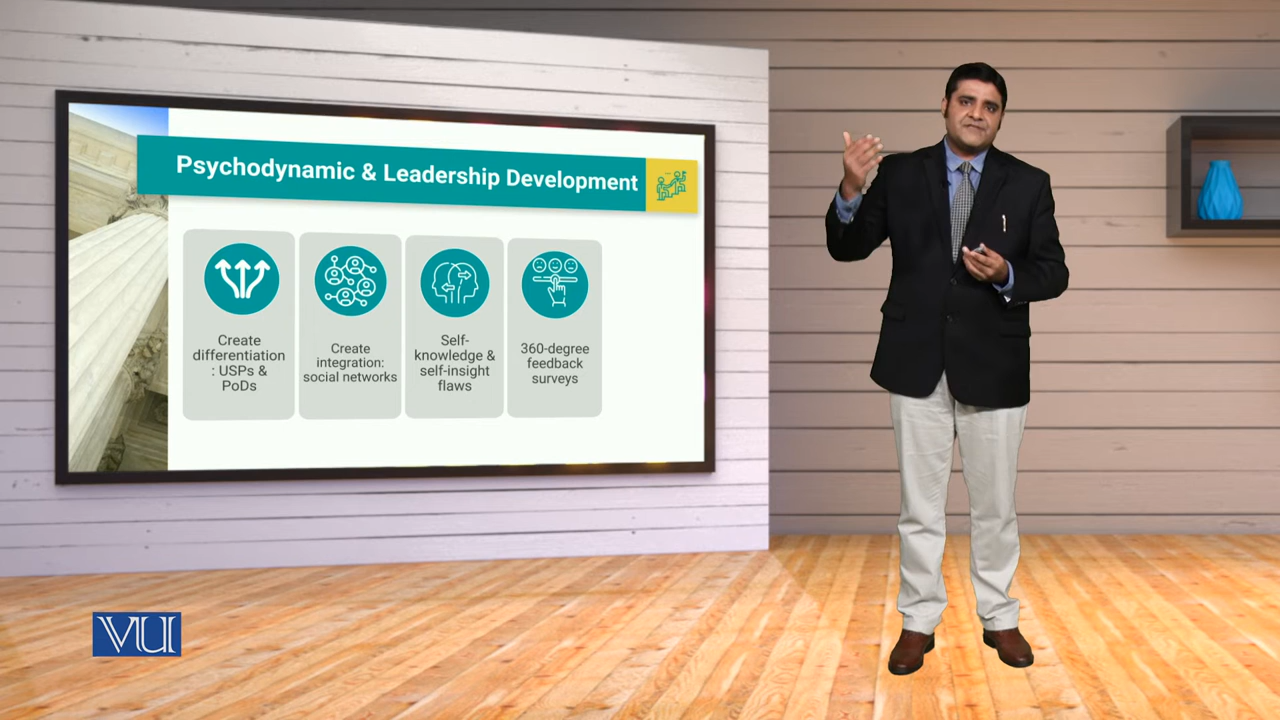 Psychodynamic & Leadership Development
Create
differentiation
: USPs &
PoDs
Create
integration:
social networks
Self-
knowledge &
self-insight
flaws
360-degree
feedback
surveys
VU